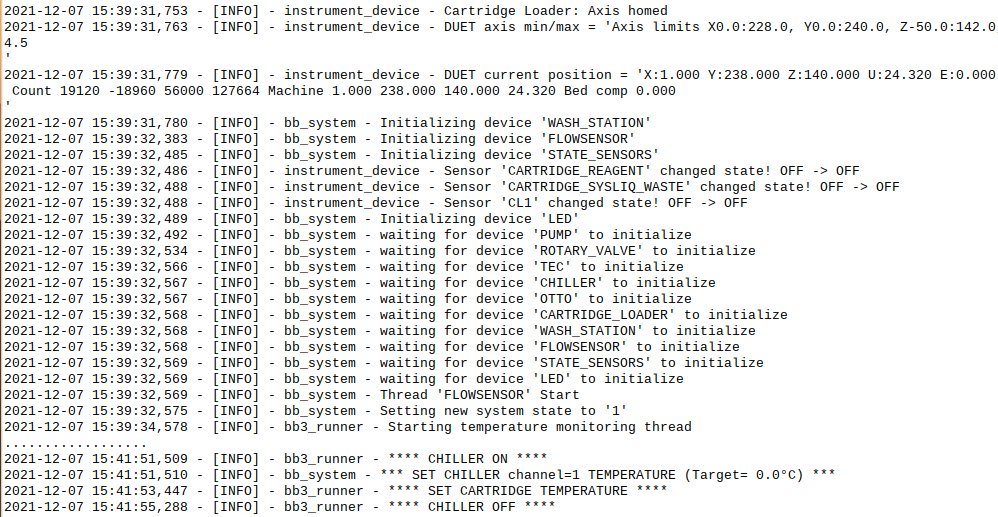 2021-12-07 15:39:31,753 - [INFO] - instrument_device - Cartridge Loader: Axis homed
2021-12-07 15:39:31,763 - [INFO] - instrument_device - DUET axis min/max = 'Axis limits X0.0:228.0, Y0.0:240.0, Z-50.0:142.0
4.5
'
2021-12-07 15:39:31,779 - [INFO] - instrument_device - DUET current position = 'X:1.000 Y:238.000 Z:140.000 U:24.320 E:0.000
Count 19120 -18960 56000 127664 Machine 1.000 238.000 140.000 24.320 Bed comp 0.000
'
2021-12-07 15:39:31,780 - [INFO] - bb_system - Initializing device 'WASH_STATION'
2021-12-07 15:39:32,383 - [INFO] - bb_system - Initializing device 'FLOWSENSOR'
2021-12-07 15:39:32,485 - [INFO] - bb_system - Initializing device 'STATE_SENSORS'
2021-12-07 15:39:32,486 - [INFO] - instrument_device - Sensor 'CARTRIDGE_REAGENT' changed state! OFF -> OFF
2021-12-07 15:39:32,488 - [INFO] - instrument_device - Sensor 'CARTRIDGE_SYSLIQ_WASTE' changed state! OFF -> OFF
2021-12-07 15:39:32,488 - [INFO] - instrument_device - Sensor 'CL1' changed state! OFF -> OFF
2021-12-07 15:39:32,489 - [INFO] - bb_system - Initializing device 'LED'
2021-12-07 15:39:32,492 - [INFO] - bb_system - waiting for device 'PUMP' to initialize
2021-12-07 15:39:32,534 - [INFO] - bb_system - waiting for device 'ROTARY_VALVE' to initialize
2021-12-07 15:39:32,566 - [INFO] - bb_system - waiting for device 'TEC' to initialize
2021-12-07 15:39:32,567 - [INFO] - bb_system - waiting for device 'CHILLER' to initialize
2021-12-07 15:39:32,567 - [INFO] - bb_system - waiting for device 'OTTO' to initialize
2021-12-07 15:39:32,568 - [INFO] - bb_system - waiting for device 'CARTRIDGE_LOADER' to initialize
2021-12-07 15:39:32,568 - [INFO] - bb_system - waiting for device 'WASH_STATION' to initialize
2021-12-07 15:39:32,568 - [INFO] - bb_system - waiting for device 'FLOWSENSOR' to initialize
2021-12-07 15:39:32,569 - [INFO] - bb_system - waiting for device 'STATE_SENSORS' to initialize
2021-12-07 15:39:32,569 - [INFO] - bb_system - waiting for device 'LED' to initialize
2021-12-07 15:39:32,569 - [INFO] - bb_system - Thread 'FLOWSENSOR' Start
2021-12-07 15:39:32,575 - [INFO] - bb_system - Setting new system state to '1'
2021-12-07 15:39:34,578 - [INFO] - bb3_runner - Starting temperature monitoring thread
..................
2021-12-07 15:41:51,509 - [INFO] - bb3_runner - **** CHILLER ON ****
2021-12-07 15:41:51,510 - [INFO] - bb_system - *** SET CHILLER channel=1 TEMPERATURE (Target= 0.0°C) ***
2021-12-07 15:41:53,447 - [INFO] - bb3_runner - **** SET CARTRIDGE TEMPERATURE ****
2021-12-07 15:41:55,288 - [INFO] - bb3_runner - **** CHILLER OFF ****